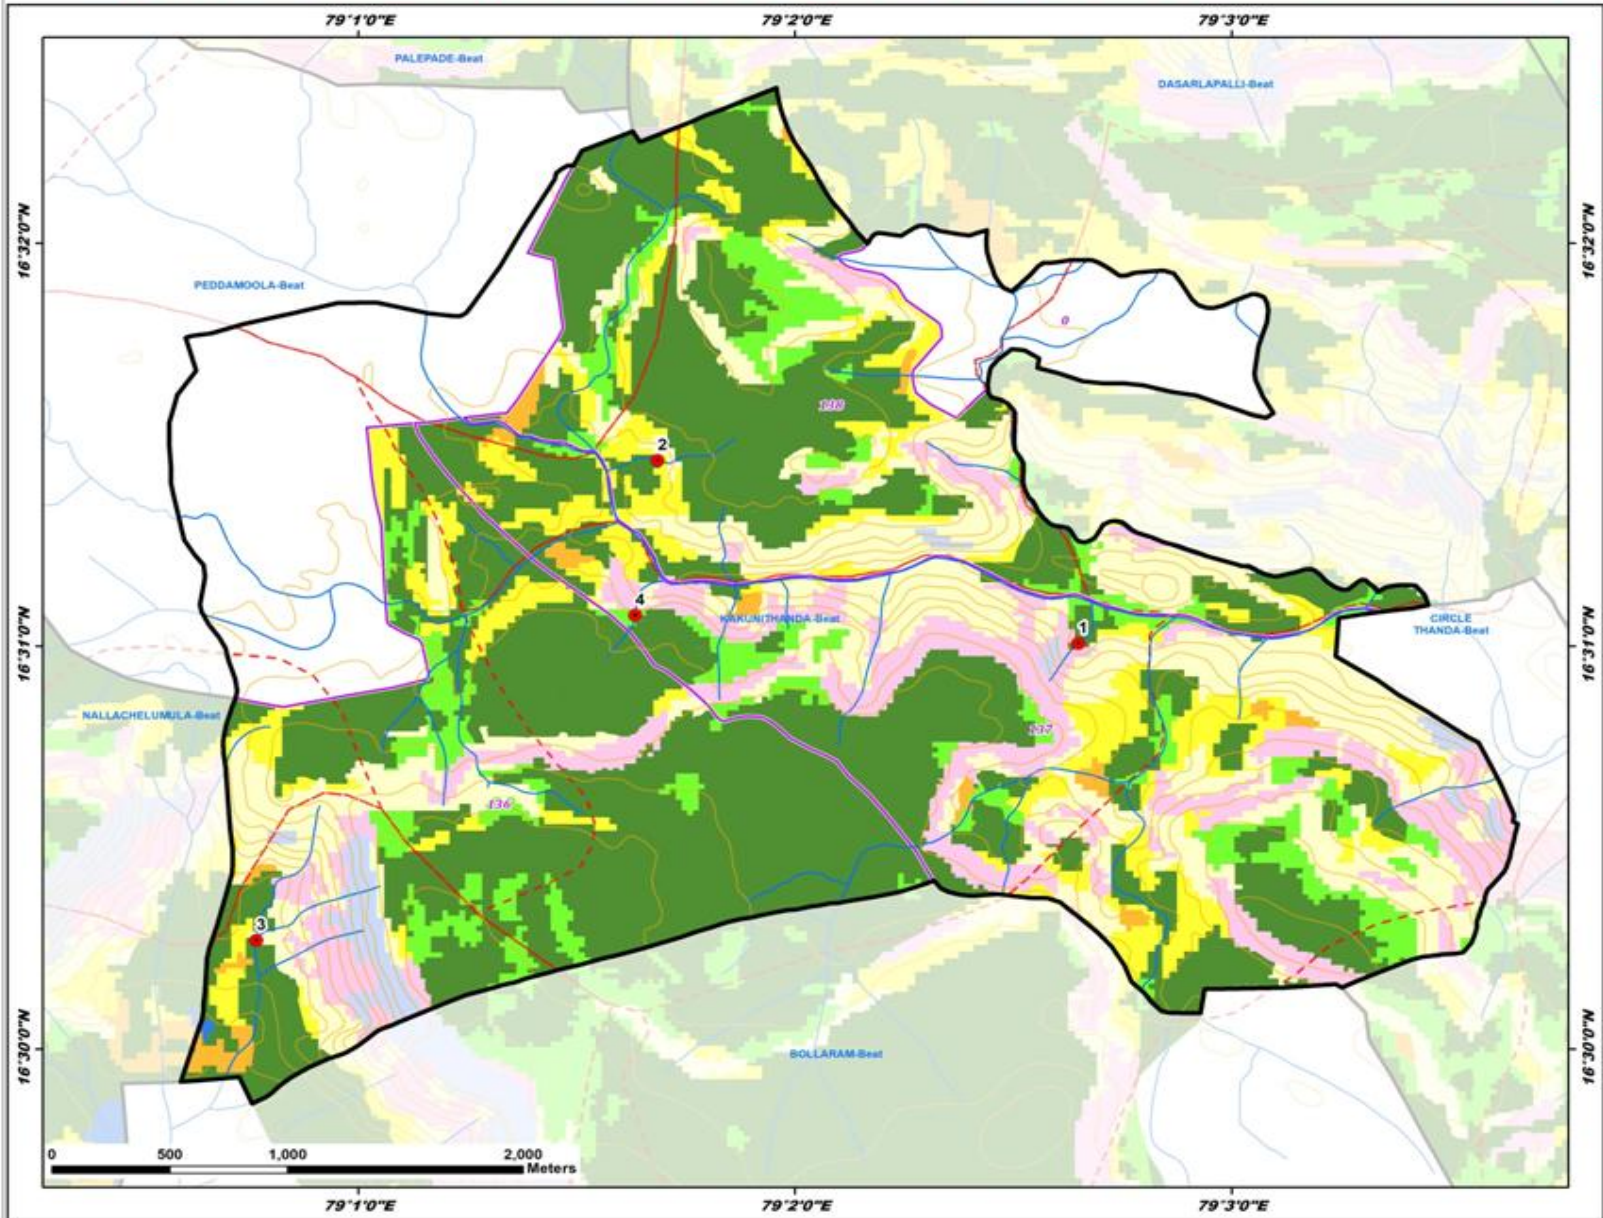 79°1'0"E
79°2'0"E
79°3'0"E
PALEPADE-Beat
DASARLAPALLI-Beat
16°32'0"N
16°32'0"N
PEDDAMOOLA-Beat
0
138
2
4
KAKUNITHANDA-Beat
1
CIRCLE
THANDA-Beat
16°31'0"N
16°31'0"N
NALLACHELUMULA-Beat
137
136
3
16°30'0"N
16°30'0"N
BOLLARAM-Beat
0
500
1,000
2,000
Meters
79°1'0"E
79°2'0"E
79°3'0"E